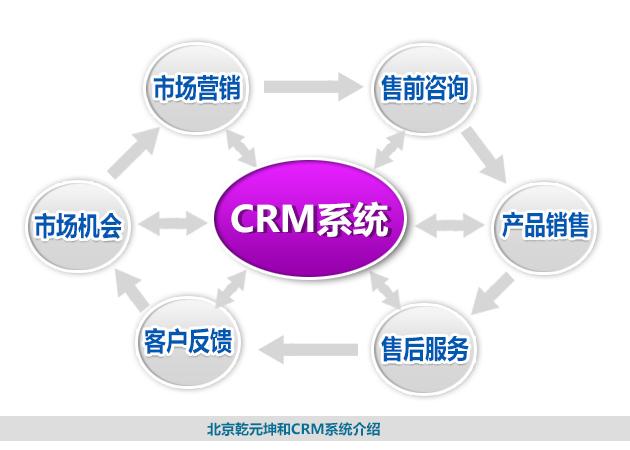 市场营销
售前咨询
市场机会
CRM系统
产品销售
客户反馈
售后服务
北京乾元坤和CRM系统介绍